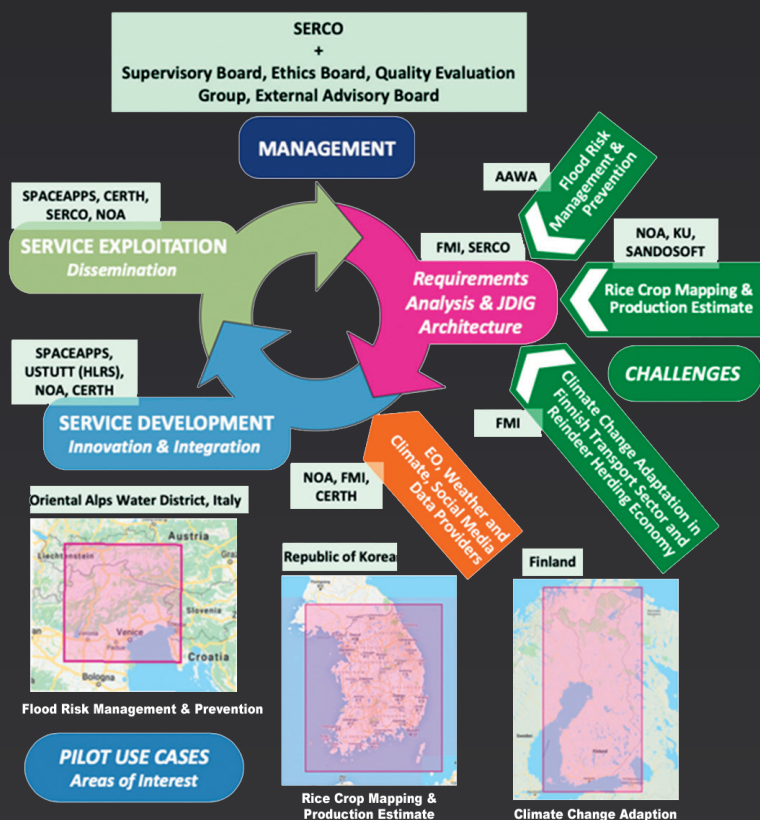 SERCO
+
Supervisory Board, Ethics Board, Quality Evaluation
Group, External Advisory Board
MANAGEMENT
SPACEAPPS, CERTH,
SERCO, NOA
SERVICE EXPLOITATION
Dissemination
AAWA
Flood Risk
Management &
Prevention
FMI, SERCO
Requirements
Analysis & JDIG
Architecture
NOA, KU,
SANDOSOFT
Rice Crop Mapping &
Production Estimate
CHALLENGES
SPACEAPPS,
USTUTT (HLRS),
NOA, CERTH
SERVICE DEVELOPMENT
Innovation & Integration
FMI
Climate Change Adaptation in
Finnish Transport Sector and
Reindeer Herding Economy
NOA, FMI,
CERTH
EO, Weather and
Climate, Social Media
Data Providers
Oriental Alps Water District, Italy
Austria
Liechtenstein
Graz
Slovenia
Verona
Venice
Padua
Croatia
Bologna
Flood Risk Management & Prevention
Republic of Korea
Rice Crop Mapping &
Production Estimate
Finland
Sweden
Finland
Climate Change Adaption
PILOT USE CASES
Areas of Interest